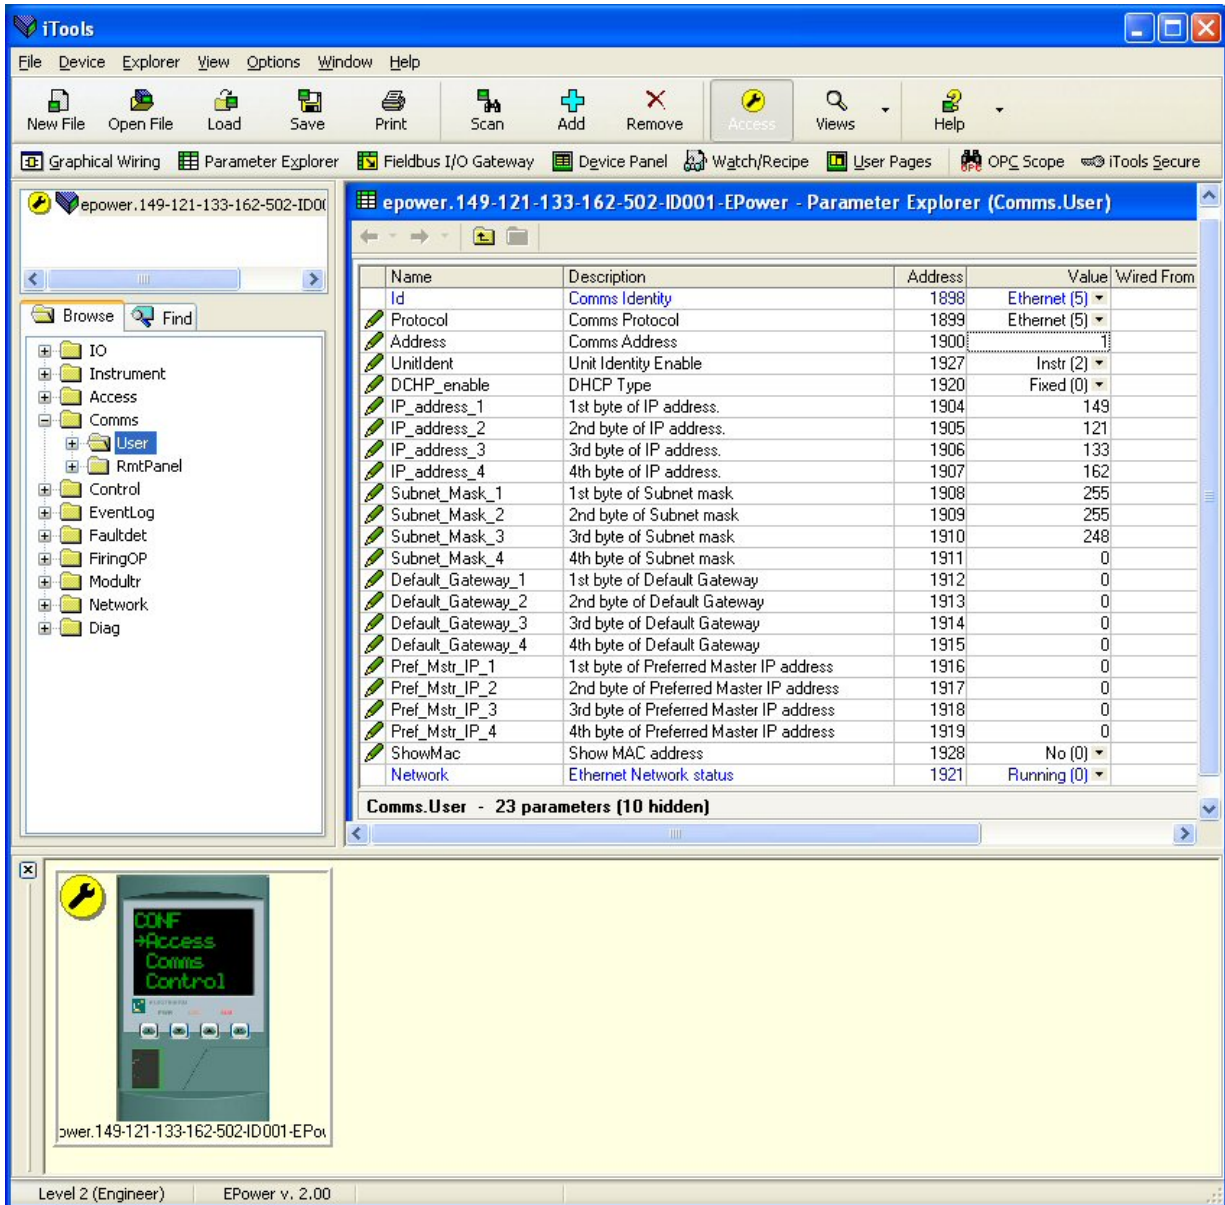 iTools
File Device Explorer View Options Window Help
New File Open File Load Save Print Scan Add Remove Access Views Help
Graphical Wiring Parameter Explorer Fieldbus I/O Gateway Device Panel Watch/Recipe User Pages OPC Scope iTools Secure
epower.149-121-133-162-502-ID0(
epower.149-121-133-162-502-ID001-EPower - Parameter Explorer (Comms.User)
Browse Find
IO
Instrument
Access
Comms
User
RmtPanel
Control
EventLog
Faultdet
FiringOP
Modultr
Network
Diag
Name Description Address Value Wired From
Id Comms Identity 1898 Ethernet (5)
Protocol Comms Protocol 1899 Ethernet (5)
Address Comms Address 1900 1
UnitIdent Unit Identity Enable 1927 Instr (2)
DCHP_enable DHCP Type 1920 Fixed (0)
IP_address_1 1st byte of IP address. 1904 149
IP_address_2 2nd byte of IP address. 1905 121
IP_address_3 3rd byte of IP address. 1906 133
IP_address_4 4th byte of IP address. 1907 162
Subnet_Mask_1 1st byte of Subnet mask 1908 255
Subnet_Mask_2 2nd byte of Subnet mask 1909 255
Subnet_Mask_3 3rd byte of Subnet mask 1910 248
Subnet_Mask_4 4th byte of Subnet mask 1911 0
Default_Gateway_1 1st byte of Default Gateway 1912 0
Default_Gateway_2 2nd byte of Default Gateway 1913 0
Default_Gateway_3 3rd byte of Default Gateway 1914 0
Default_Gateway_4 4th byte of Default Gateway 1915 0
Pref_Mstr_IP_1 1st byte of Preferred Master IP address 1916 0
Pref_Mstr_IP_2 2nd byte of Preferred Master IP address 1917 0
Pref_Mstr_IP_3 3rd byte of Preferred Master IP address 1918 0
Pref_Mstr_IP_4 4th byte of Preferred Master IP address 1919 0
ShowMac Show MAC address 1928 No (0)
Network Ethernet Network status 1921 Running (0)
Comms.User - 23 parameters (10 hidden)
CONF
→Access
Comms
Control
ower.149-121-133-162-502-ID001-EPow
Level 2 (Engineer) EPower v. 2.00